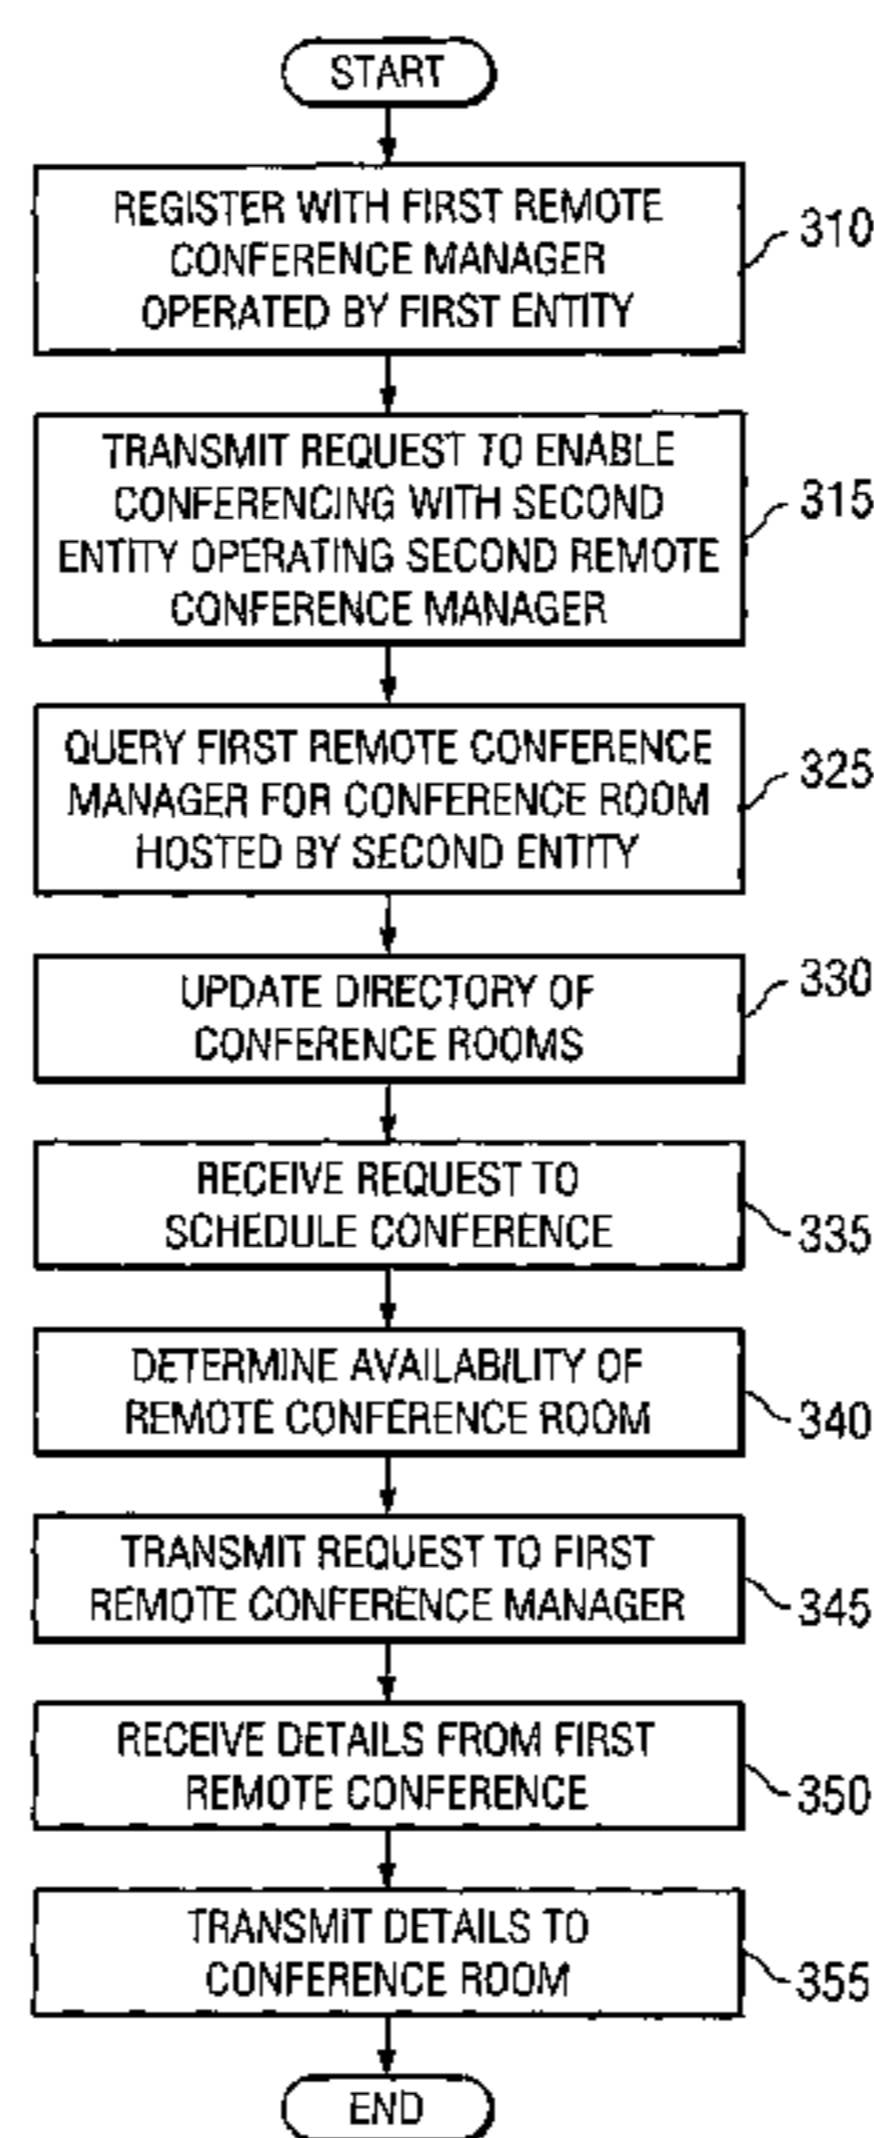 START
REGISTER WITH FIRST REMOTE
CONFERENCE MANAGER
OPERATED BY FIRST ENTITY
310
TRANSMIT REQUEST TO ENABLE
CONFERENCING WITH SECOND
ENTITY OPERATING SECOND REMOTE
CONFERENCE MANAGER
315
QUERY FIRST REMOTE CONFERENCE
MANAGER FOR CONFERENCE ROOM
HOSTED BY SECOND ENTITY
325
UPDATE DIRECTORY OF
CONFERENCE ROOMS
330
RECEIVE REQUEST TO
SCHEDULE CONFERENCE
335
DETERMINE AVAILABILITY OF
REMOTE CONFERENCE ROOM
340
TRANSMIT REQUEST TO FIRST
REMOTE CONFERENCE MANAGER
345
RECEIVE DETAILS FROM FIRST
REMOTE CONFERENCE
350
TRANSMIT DETAILS TO
CONFERENCE ROOM
355
END